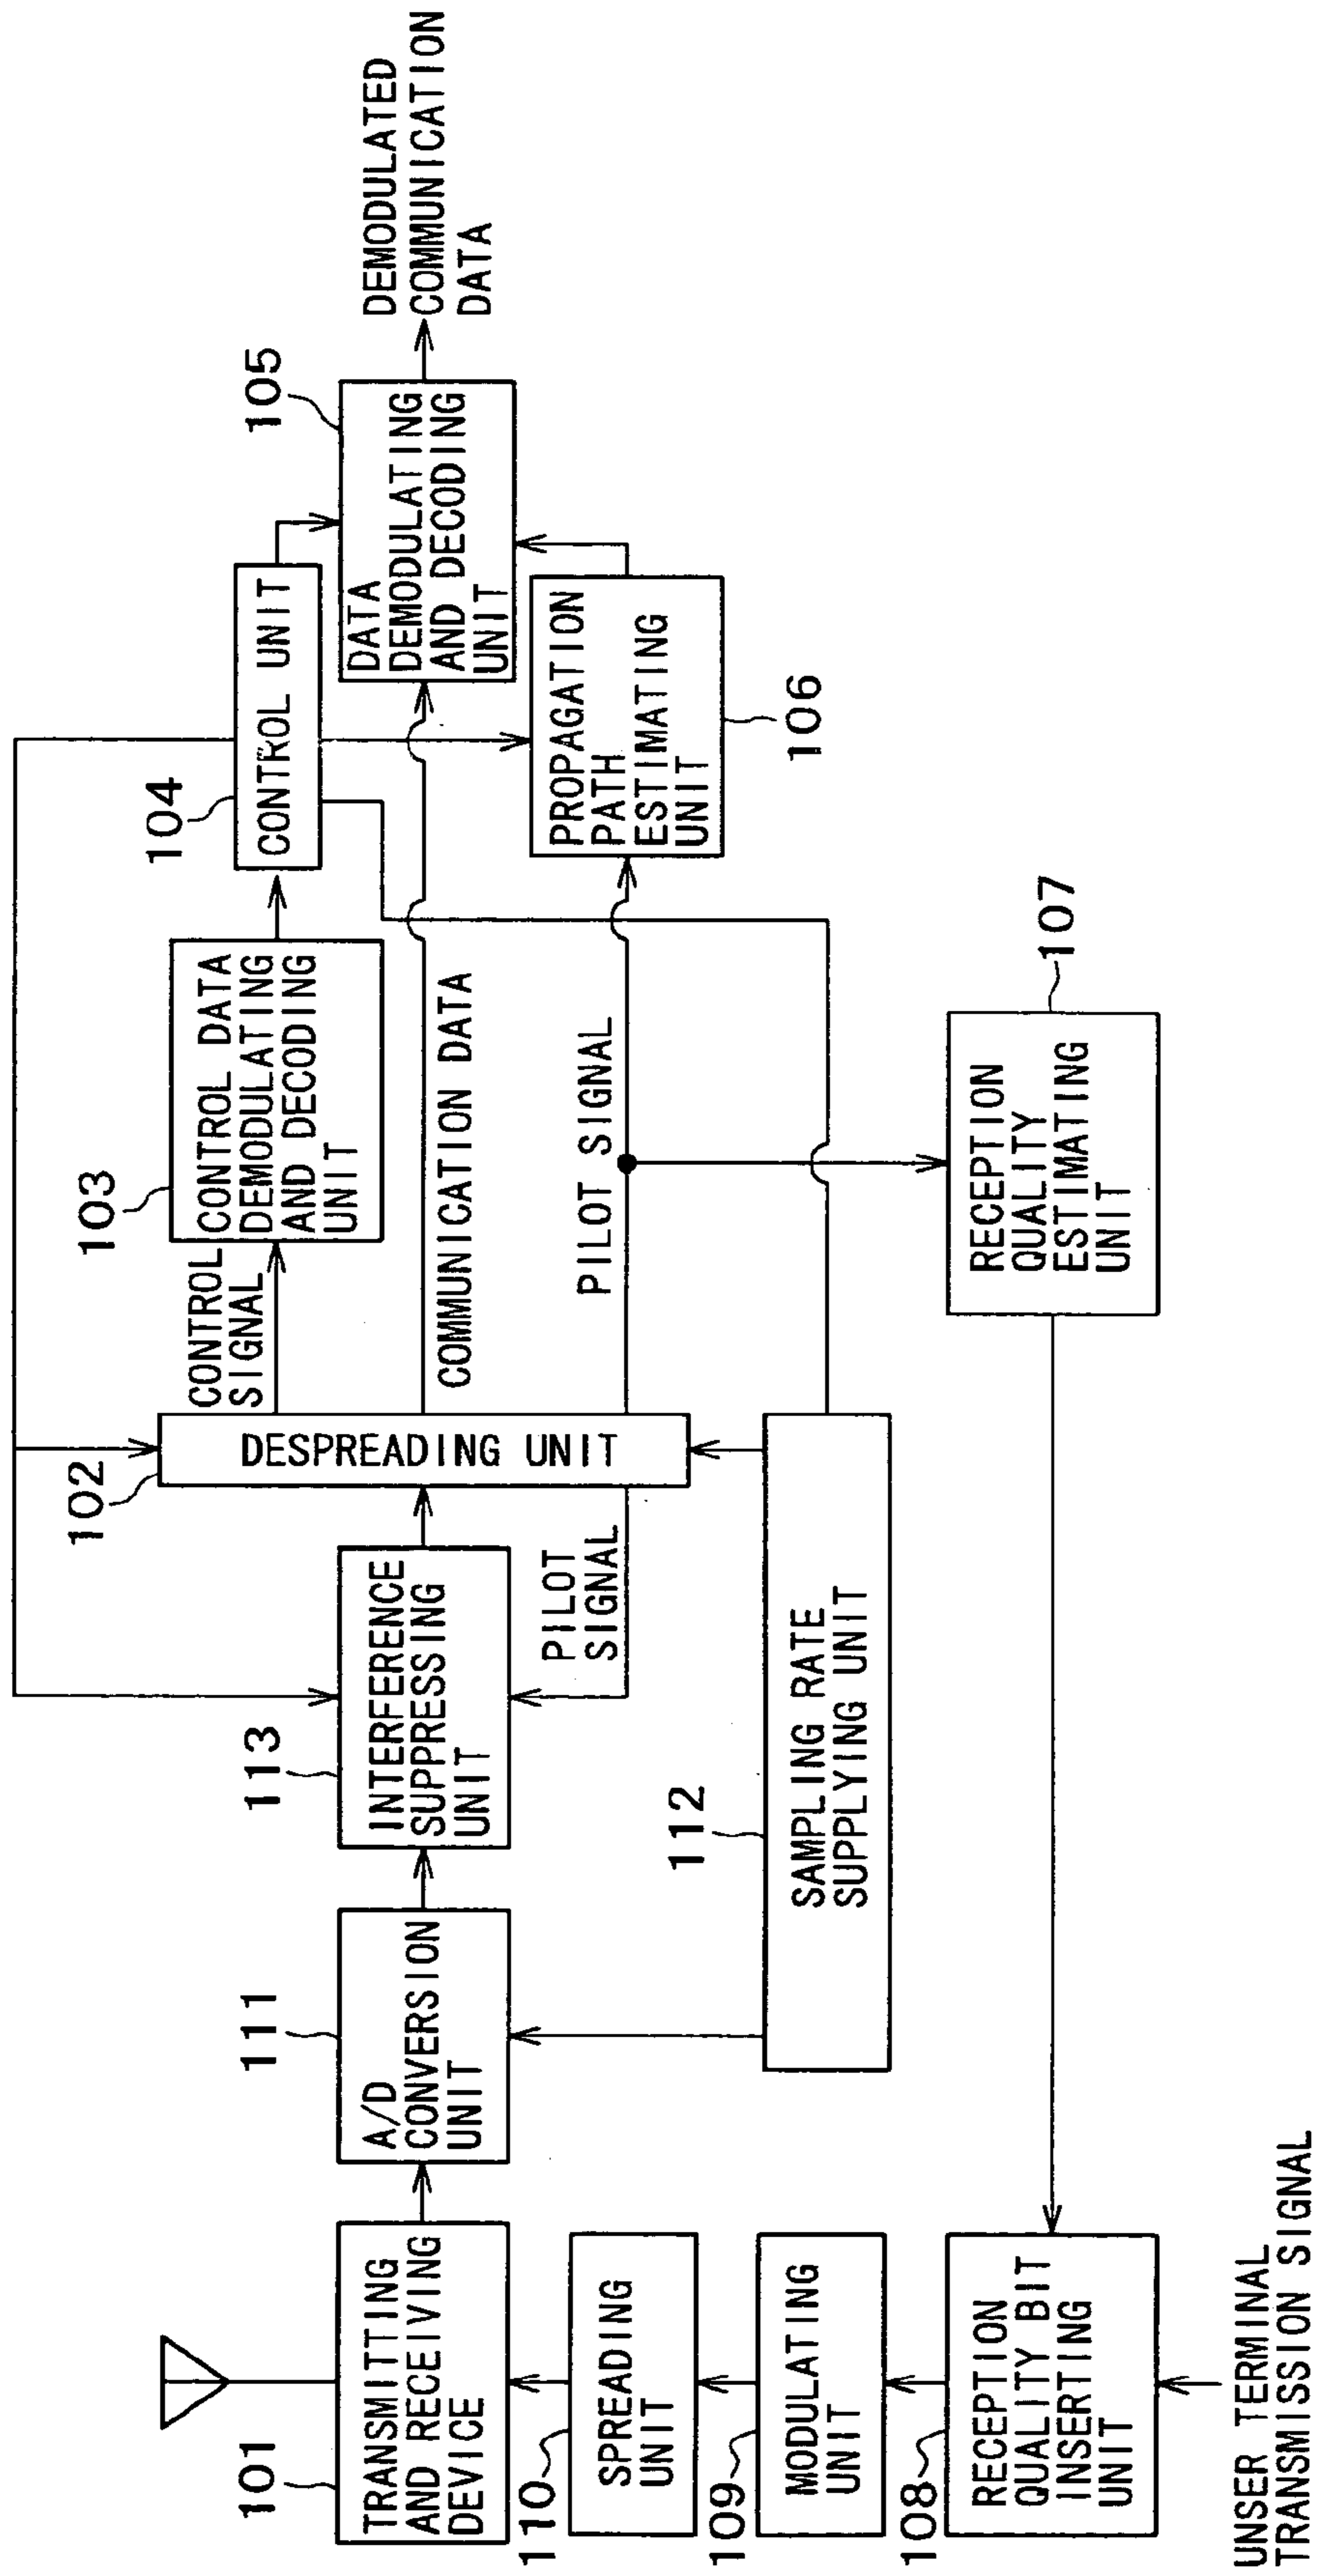 101
TRANSMITTING
AND RECEIVING
DEVICE
111
A/D
CONVERSION
UNIT
113
INTERFERENCE
SUPPRESSING
UNIT
102
DESPREADING UNIT
CONTROL
SIGNAL
103
CONTROL DATA
DEMODULATING
AND DECODING
UNIT
104
CONTROL UNIT
105
DATA
DEMODULATING
AND DECODING
UNIT
DEMODULATED
COMMUNICATION
DATA
COMMUNICATION DATA
PILOT
SIGNAL
PILOT SIGNAL
PROPAGATION
PATH
ESTIMATING
UNIT
106
110
SPREADING
UNIT
112
SAMPLING RATE
SUPPLYING UNIT
109
MODULATING
UNIT
107
RECEPTION
QUALITY
ESTIMATING
UNIT
108
RECEPTION
QUALITY BIT
INSERTING
UNIT
UNSER TERMINAL
TRANSMISSION SIGNAL